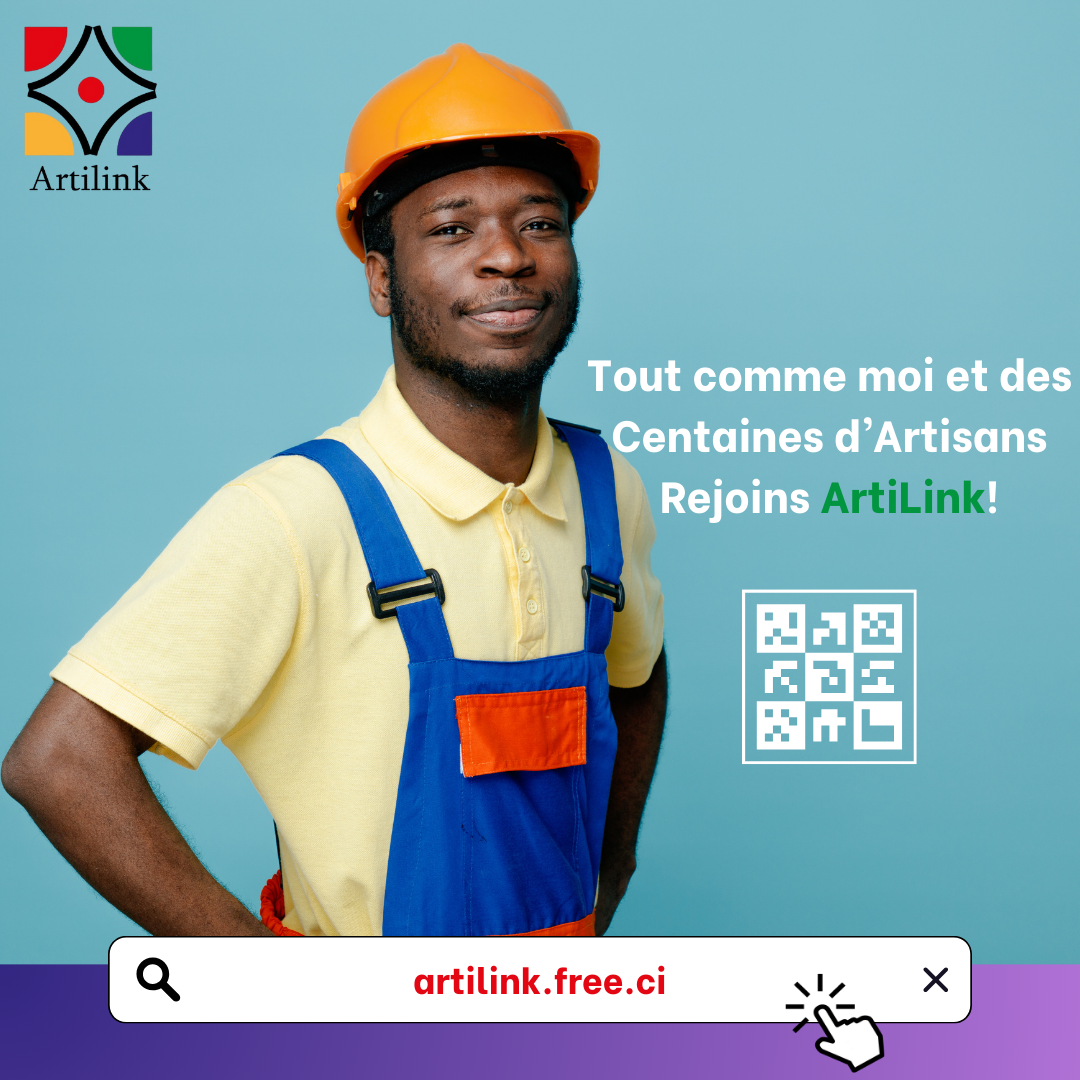 Artilink
Tout comme moi et des
Centaines d'Artisans
Rejoins ArtiLink!
artilink.free.ci